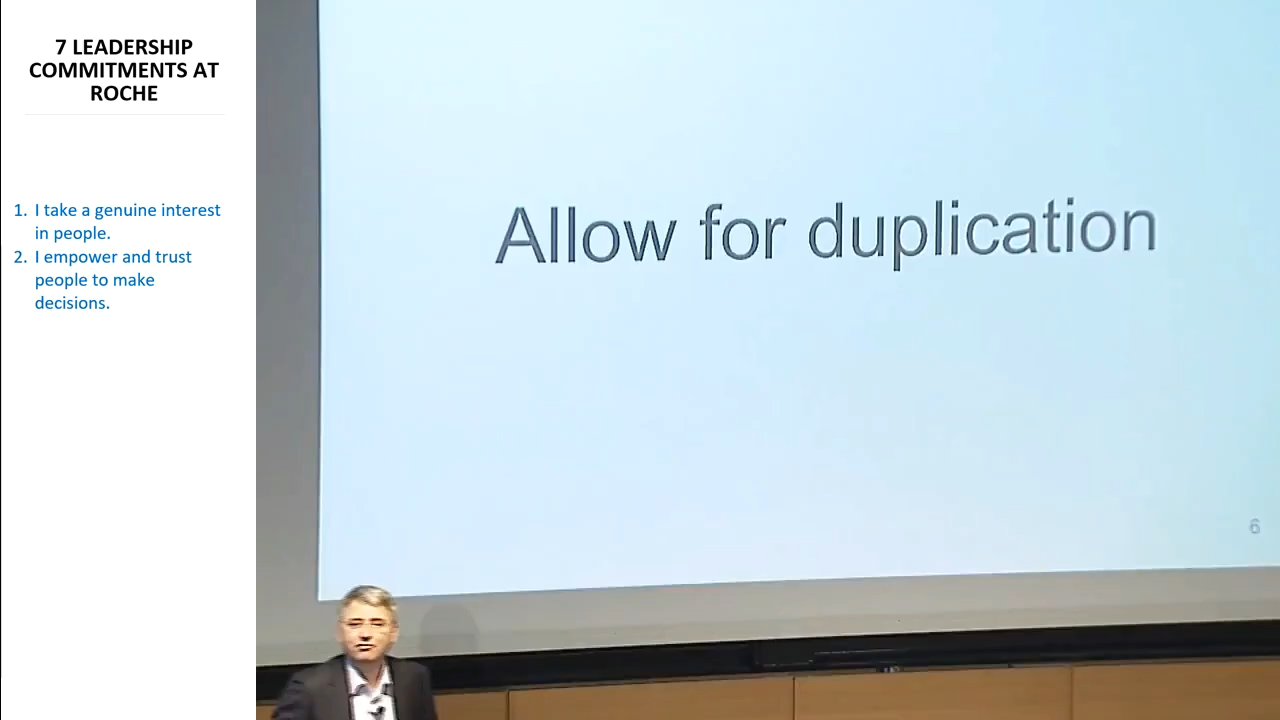 7 LEADERSHIP
COMMITMENTS AT
ROCHE
1. I take a genuine interest
in people.
2. I empower and trust
people to make
decisions.
Allow for duplication
6